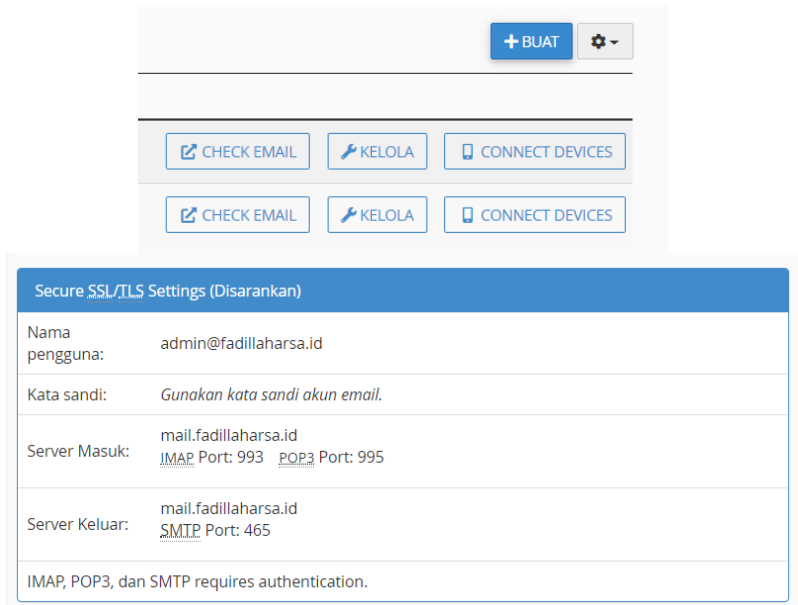 + BUAT
CHECK EMAIL KELOLA CONNECT DEVICES
CHECK EMAIL KELOLA CONNECT DEVICES
Secure SSL/TLS Settings (Disarankan)
Nama
pengguna:
admin@fadillaharsa.id
Kata sandi: Gunakan kata sandi akun email.
Server Masuk:
mail.fadillaharsa.id
IMAP Port: 993 POP3 Port: 995
Server Keluar:
mail.fadillaharsa.id
SMTP Port: 465
IMAP, POP3, dan SMTP requires authentication.